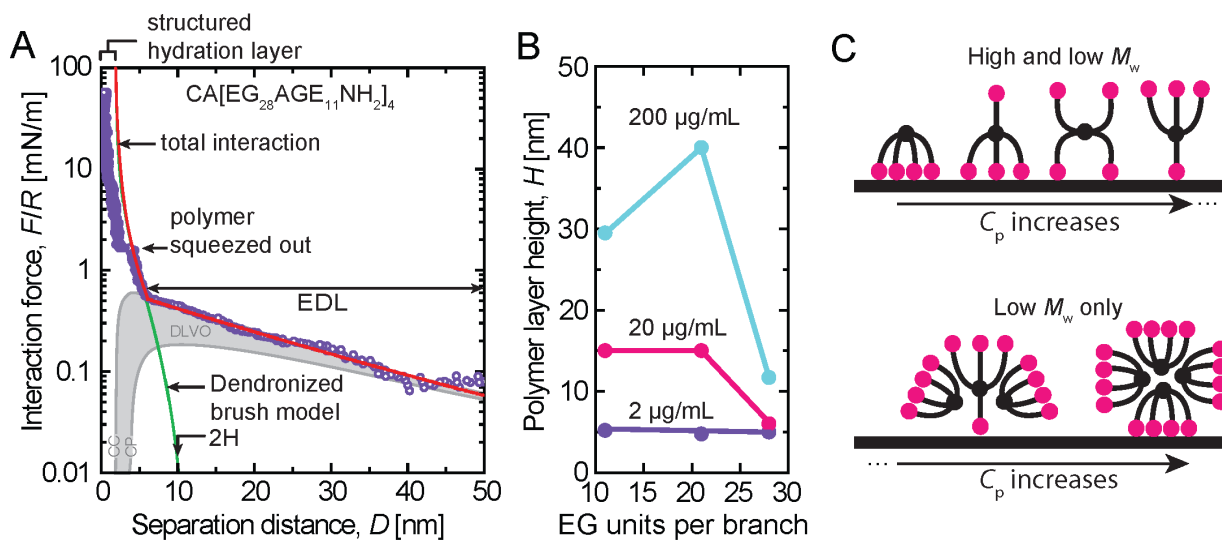 A
structured
hydration layer
CA[EG28AGE11NH2]4
total interaction
polymer
squeezed out
EDL
DLVO
Dendronized
brush model
2H
CC
CP
Interaction force, F/R [mN/m]
100
10
1
0.1
0.01
0 10 20 30 40 50
Separation distance, D [nm]
B
Polymer layer height, H [nm]
50
40
30
20
10
0
200 µg/mL
20 µg/mL
2 µg/mL
10 15 20 25 30
EG units per branch
C
High and low Mw
Cp increases
...
Low Mw only
...
Cp increases